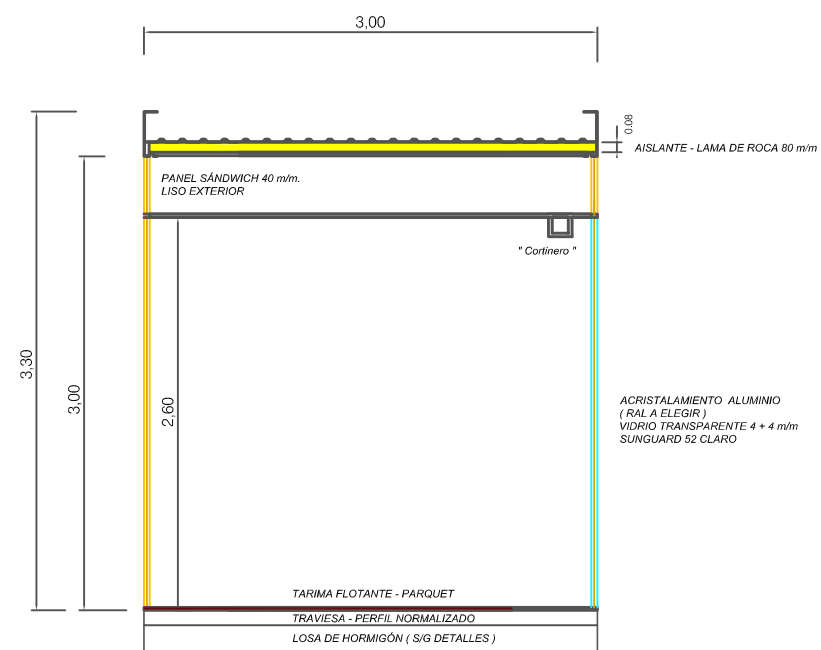 3,00
0.08
AISLANTE - LAMA DE ROCA 80 m/m
PANEL SÁNDWICH 40 m/m.
LISO EXTERIOR
" Cortinero "
3,30
3,00
2,60
ACRISTALAMIENTO ALUMINIO
( RAL A ELEGIR )
VIDRIO TRANSPARENTE 4 + 4 m/m
SUNGUARD 52 CLARO
TARIMA FLOTANTE - PARQUET
TRAVIESA - PERFIL NORMALIZADO
LOSA DE HORMIGÓN ( S/G DETALLES )